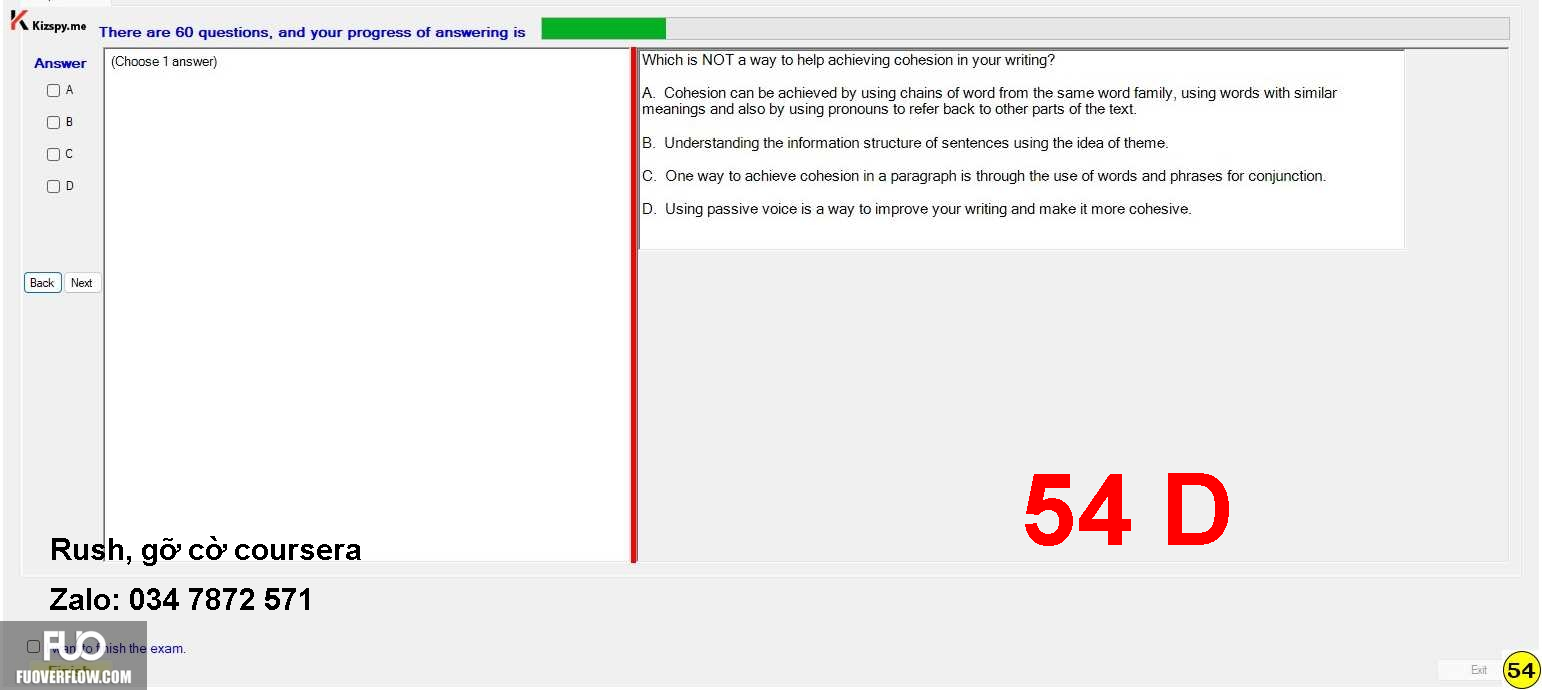 Kizspy.me
There are 60 questions, and your progress of answering is
Answer
(Choose 1 answer)
A
B
C
D
Back Next
Which is NOT a way to help achieving cohesion in your writing?
A. Cohesion can be achieved by using chains of word from the same word family, using words with similar
meanings and also by using pronouns to refer back to other parts of the text.
B. Understanding the information structure of sentences using the idea of theme.
C. One way to achieve cohesion in a paragraph is through the use of words and phrases for conjunction.
D. Using passive voice is a way to improve your writing and make it more cohesive.
54 D
Rush, gỡ cờ coursera
Zalo: 034 7872 571
FUO
the exam.
FUOVERFLOW.COM
Exit
54